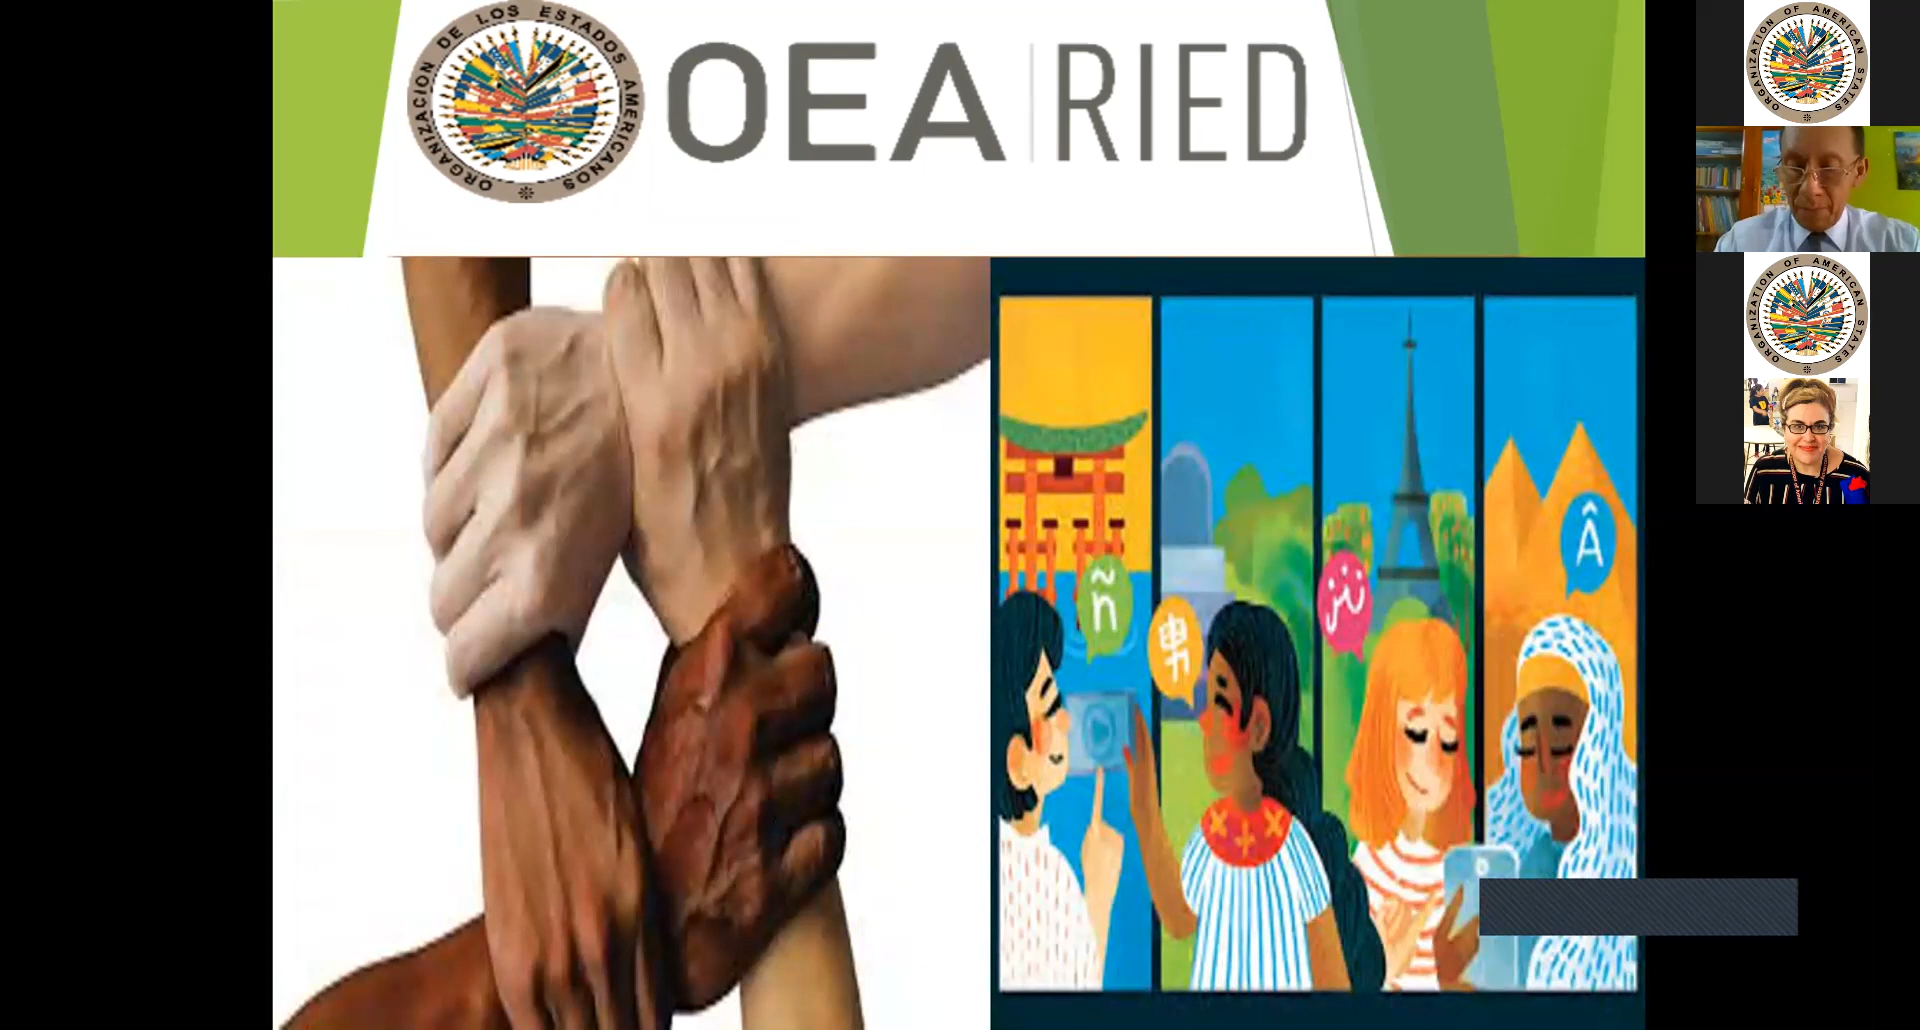 ORGANIZACION DE LOS ESTADOS AMERICANOS
OEA | RIED
ñ
Â
ORGANIZATION OF AMERICAN STATES
ORGANIZATION OF AMERICAN STATES